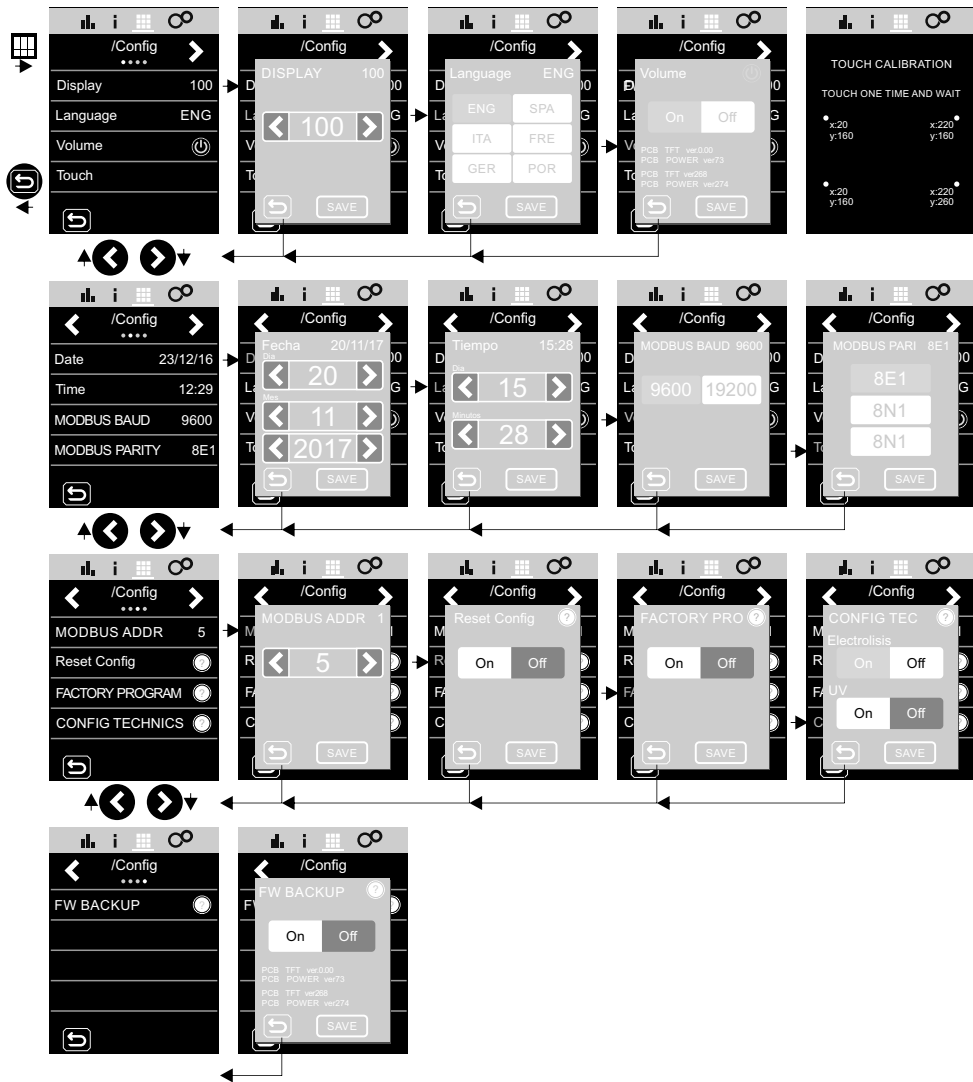 /Config
Display 100
Language ENG
Volume
Touch
/Config
DISPLAY 100
100
SAVE
/Config
Language ENG
ENG SPA
ITA FRE
GER POR
SAVE
/Config
Volume
On Off
PCB TFT ver.0.00
PCB POWER ver73
PCB TFT ver268
PCB POWER ver274
SAVE
TOUCH CALIBRATION
TOUCH ONE TIME AND WAIT
x:20 x:220
y:160 y:160
x:20 x:220
y:160 y:260
/Config
Date 23/12/16
Time 12:29
MODBUS BAUD 9600
MODBUS PARITY 8E1
/Config
Fecha 20/11/17
Dia
20
Mes
11
2017
SAVE
/Config
Tiempo 15:28
Dia
15
Minutos
28
SAVE
/Config
MODBUS BAUD 9600
9600 19200
SAVE
/Config
MODBUS PARI 8E1
8E1
8N1
8N1
SAVE
/Config
MODBUS ADDR 5
Reset Config ?
FACTORY PROGRAM ?
CONFIG TECHNICS ?
/Config
MODBUS ADDR 1
5
SAVE
/Config
Reset Config ?
On Off
SAVE
/Config
FACTORY PRO ?
On Off
SAVE
/Config
CONFIG TEC ?
Electrolisis
On Off
UV
On Off
SAVE
/Config
FW BACKUP ?
/Config
FW BACKUP ?
On Off
PCB TFT ver.0.00
PCB POWER ver73
PCB TFT ver268
PCB POWER ver274
SAVE